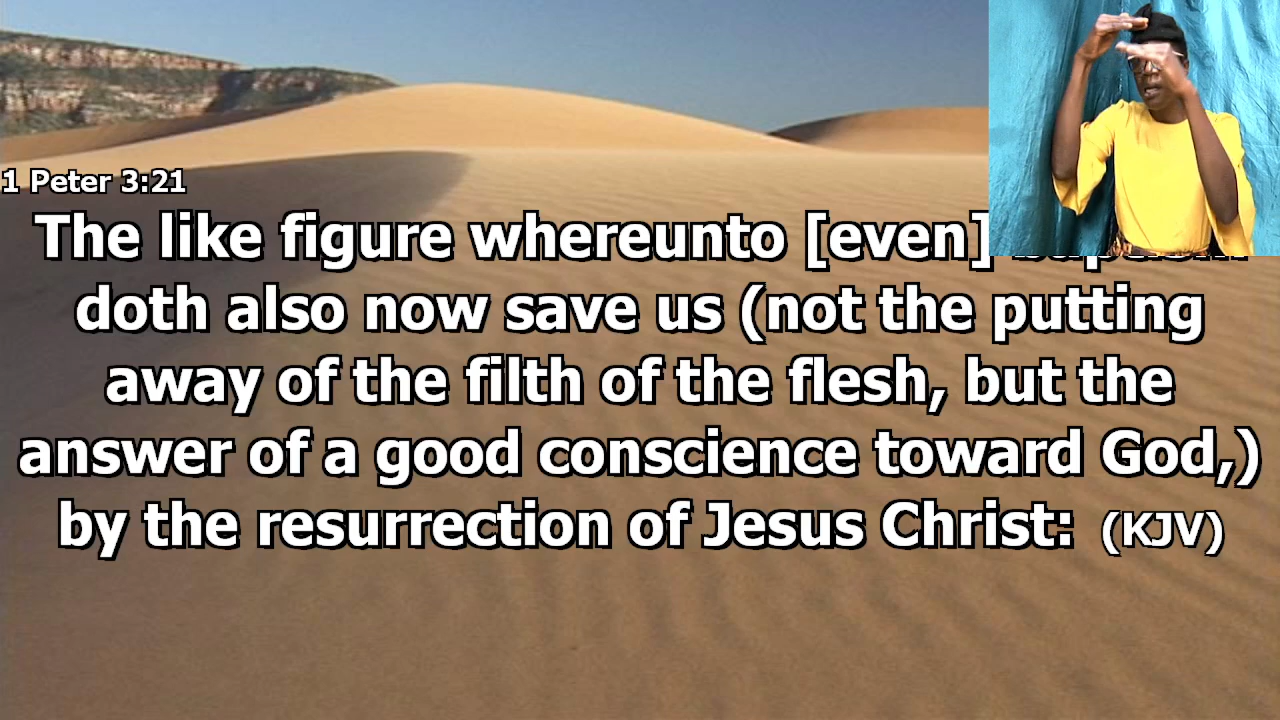 1 Peter 3:21
The like figure whereunto [even]
doth also now save us (not the putting
away of the filth of the flesh, but the
answer of a good conscience toward God,)
by the resurrection of Jesus Christ: (KJV)